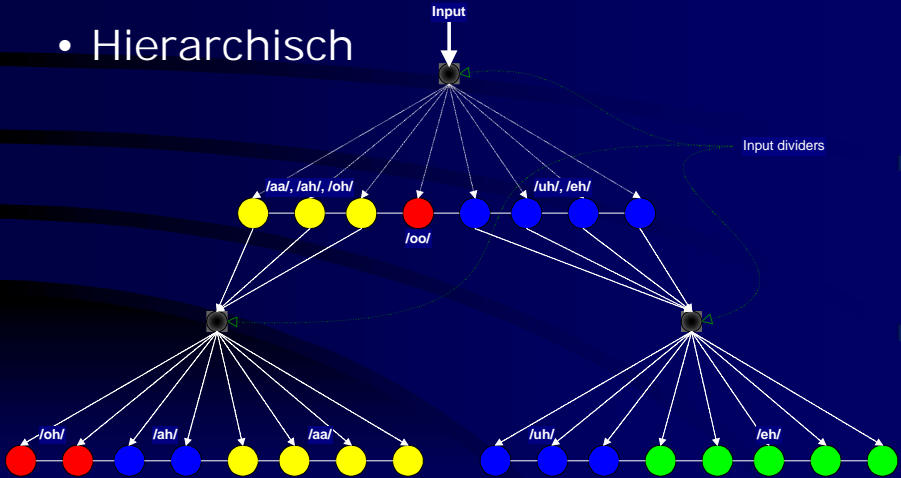 Input
• Hierarchisch
Input dividers
/aa/, /ah/, /oh/
/uh/, /eh/
/oo/
/oh/
/ah/
/aa/
/uh/
/eh/